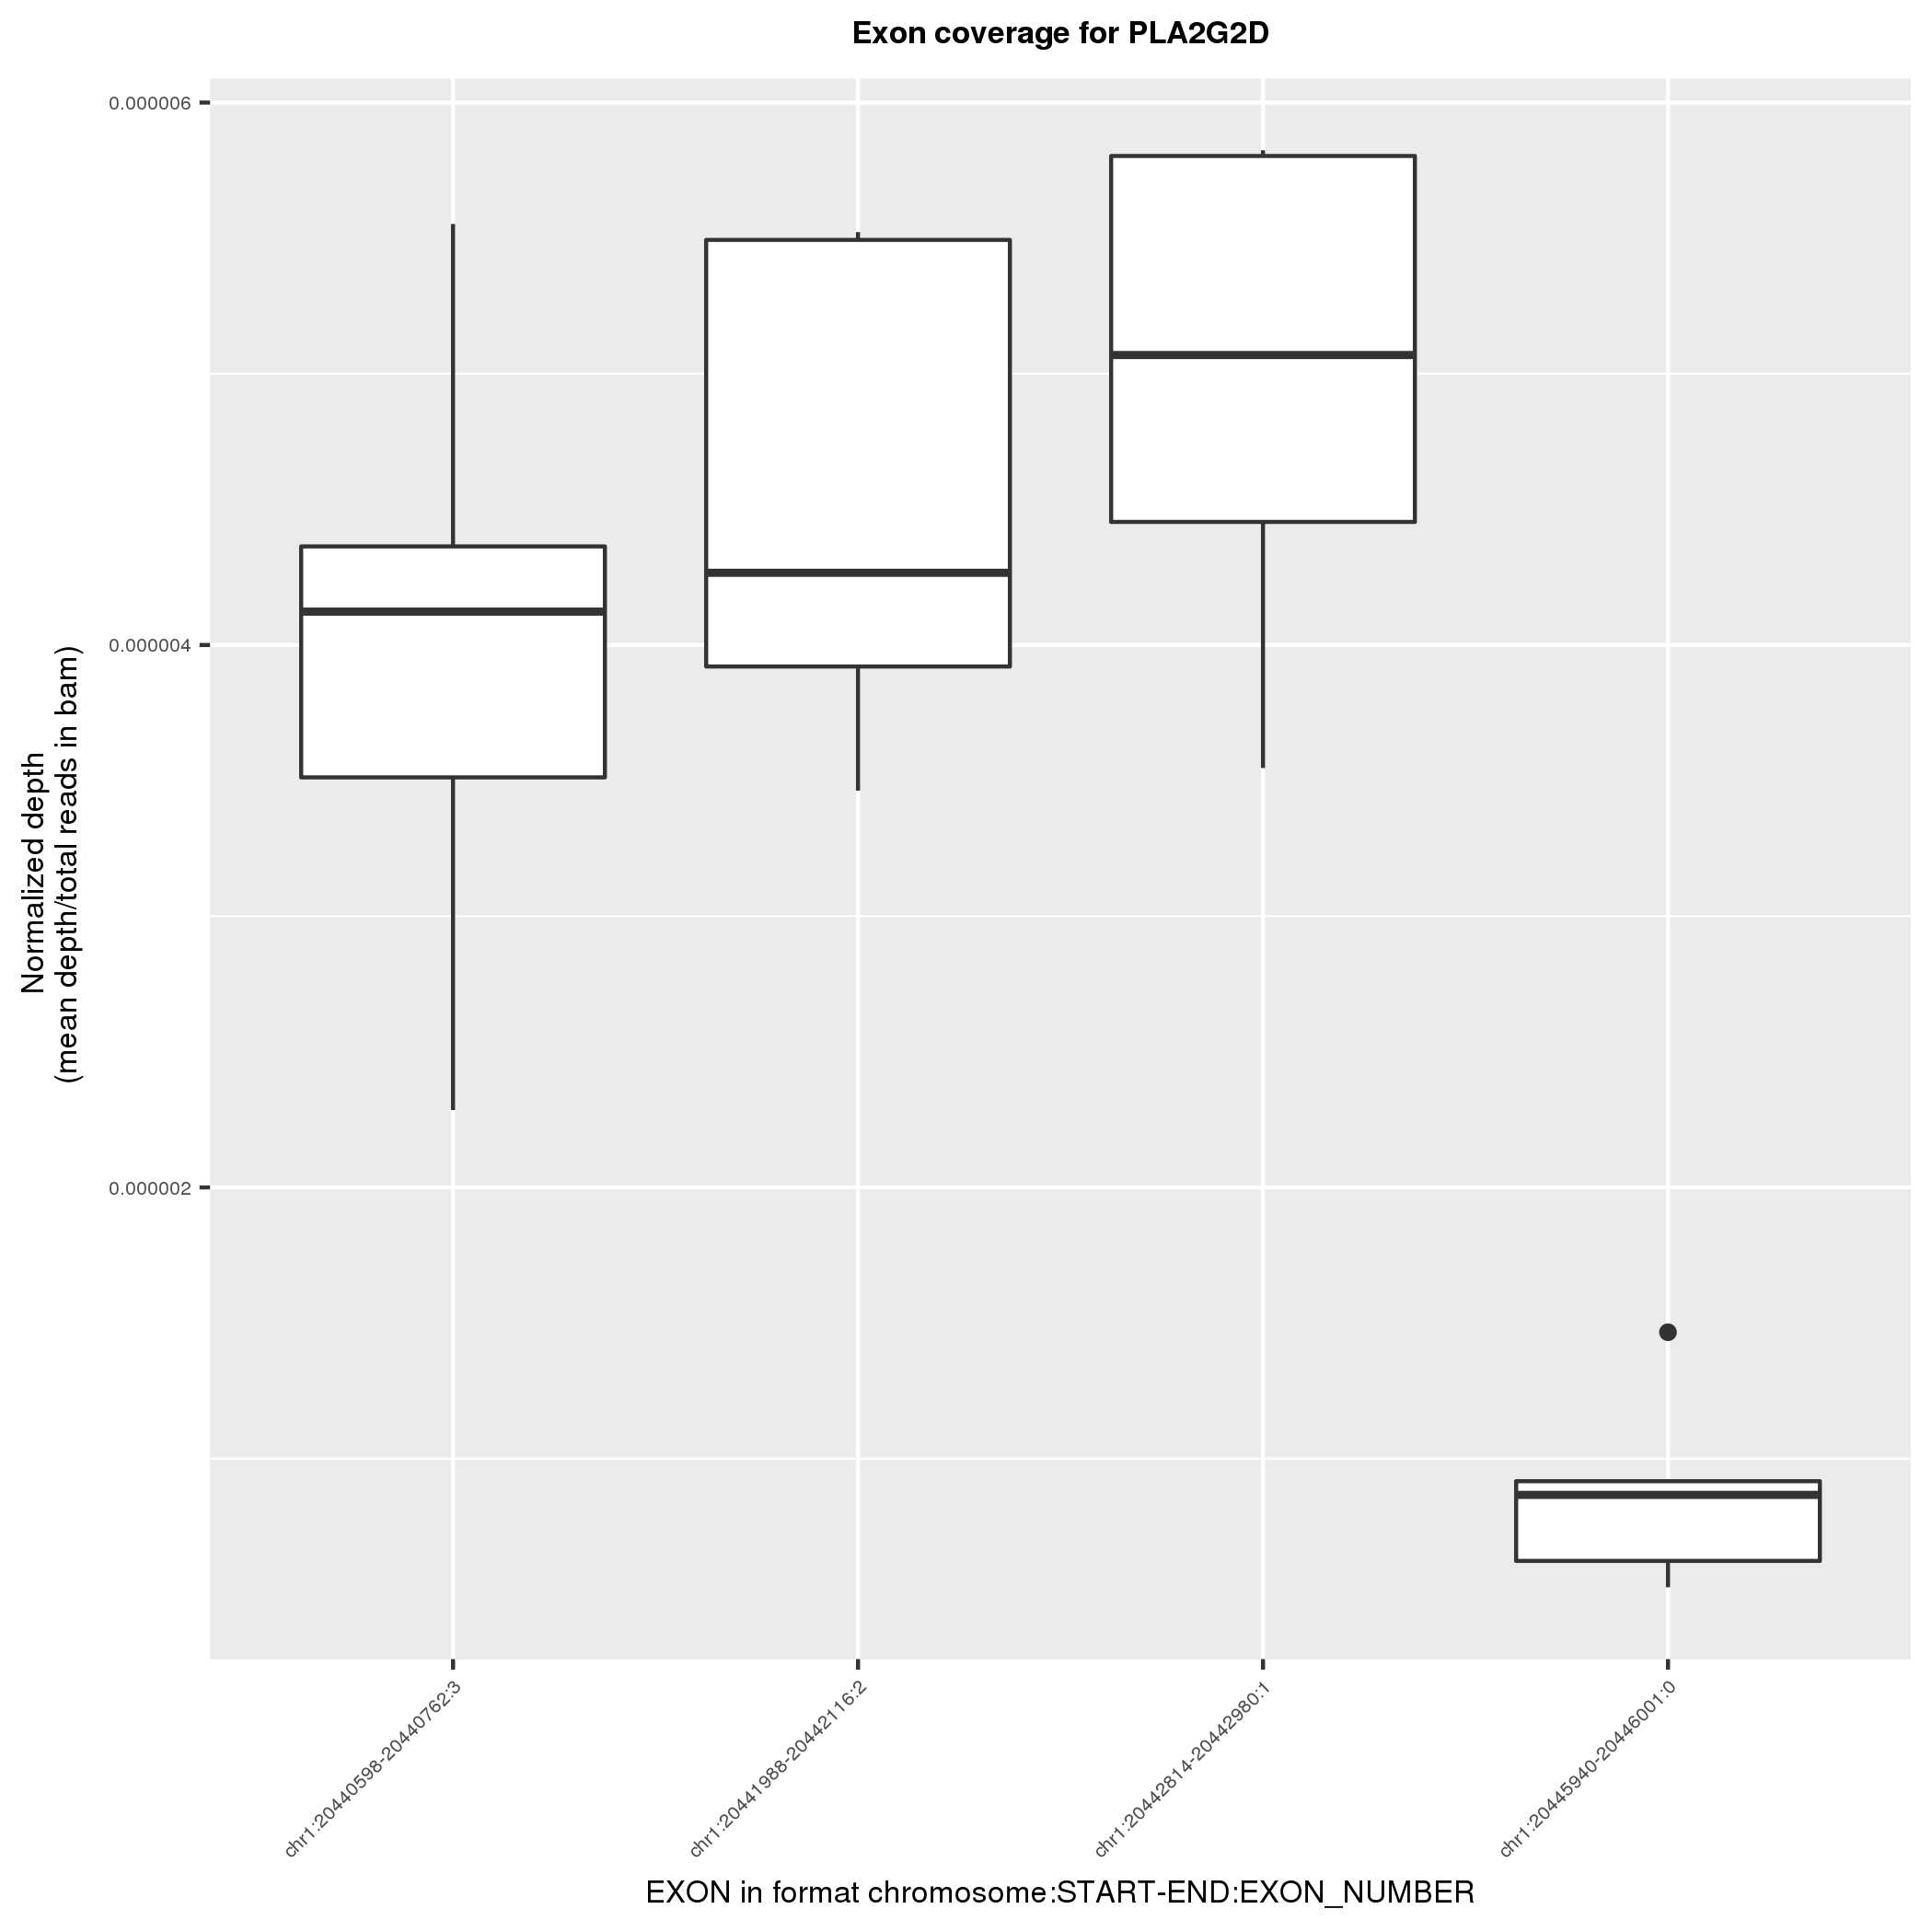 Exon coverage for PLA2G2D
0.000006
0.000004
0.000002
Normalized depth
(mean depth/total reads in bam)
chr1:20440598-20440762:3
chr1:20441988-20442116:2
chr1:20442814-20442980:1
chr1:20445940-20446001:0
EXON in format chromosome:START-END:EXON_NUMBER